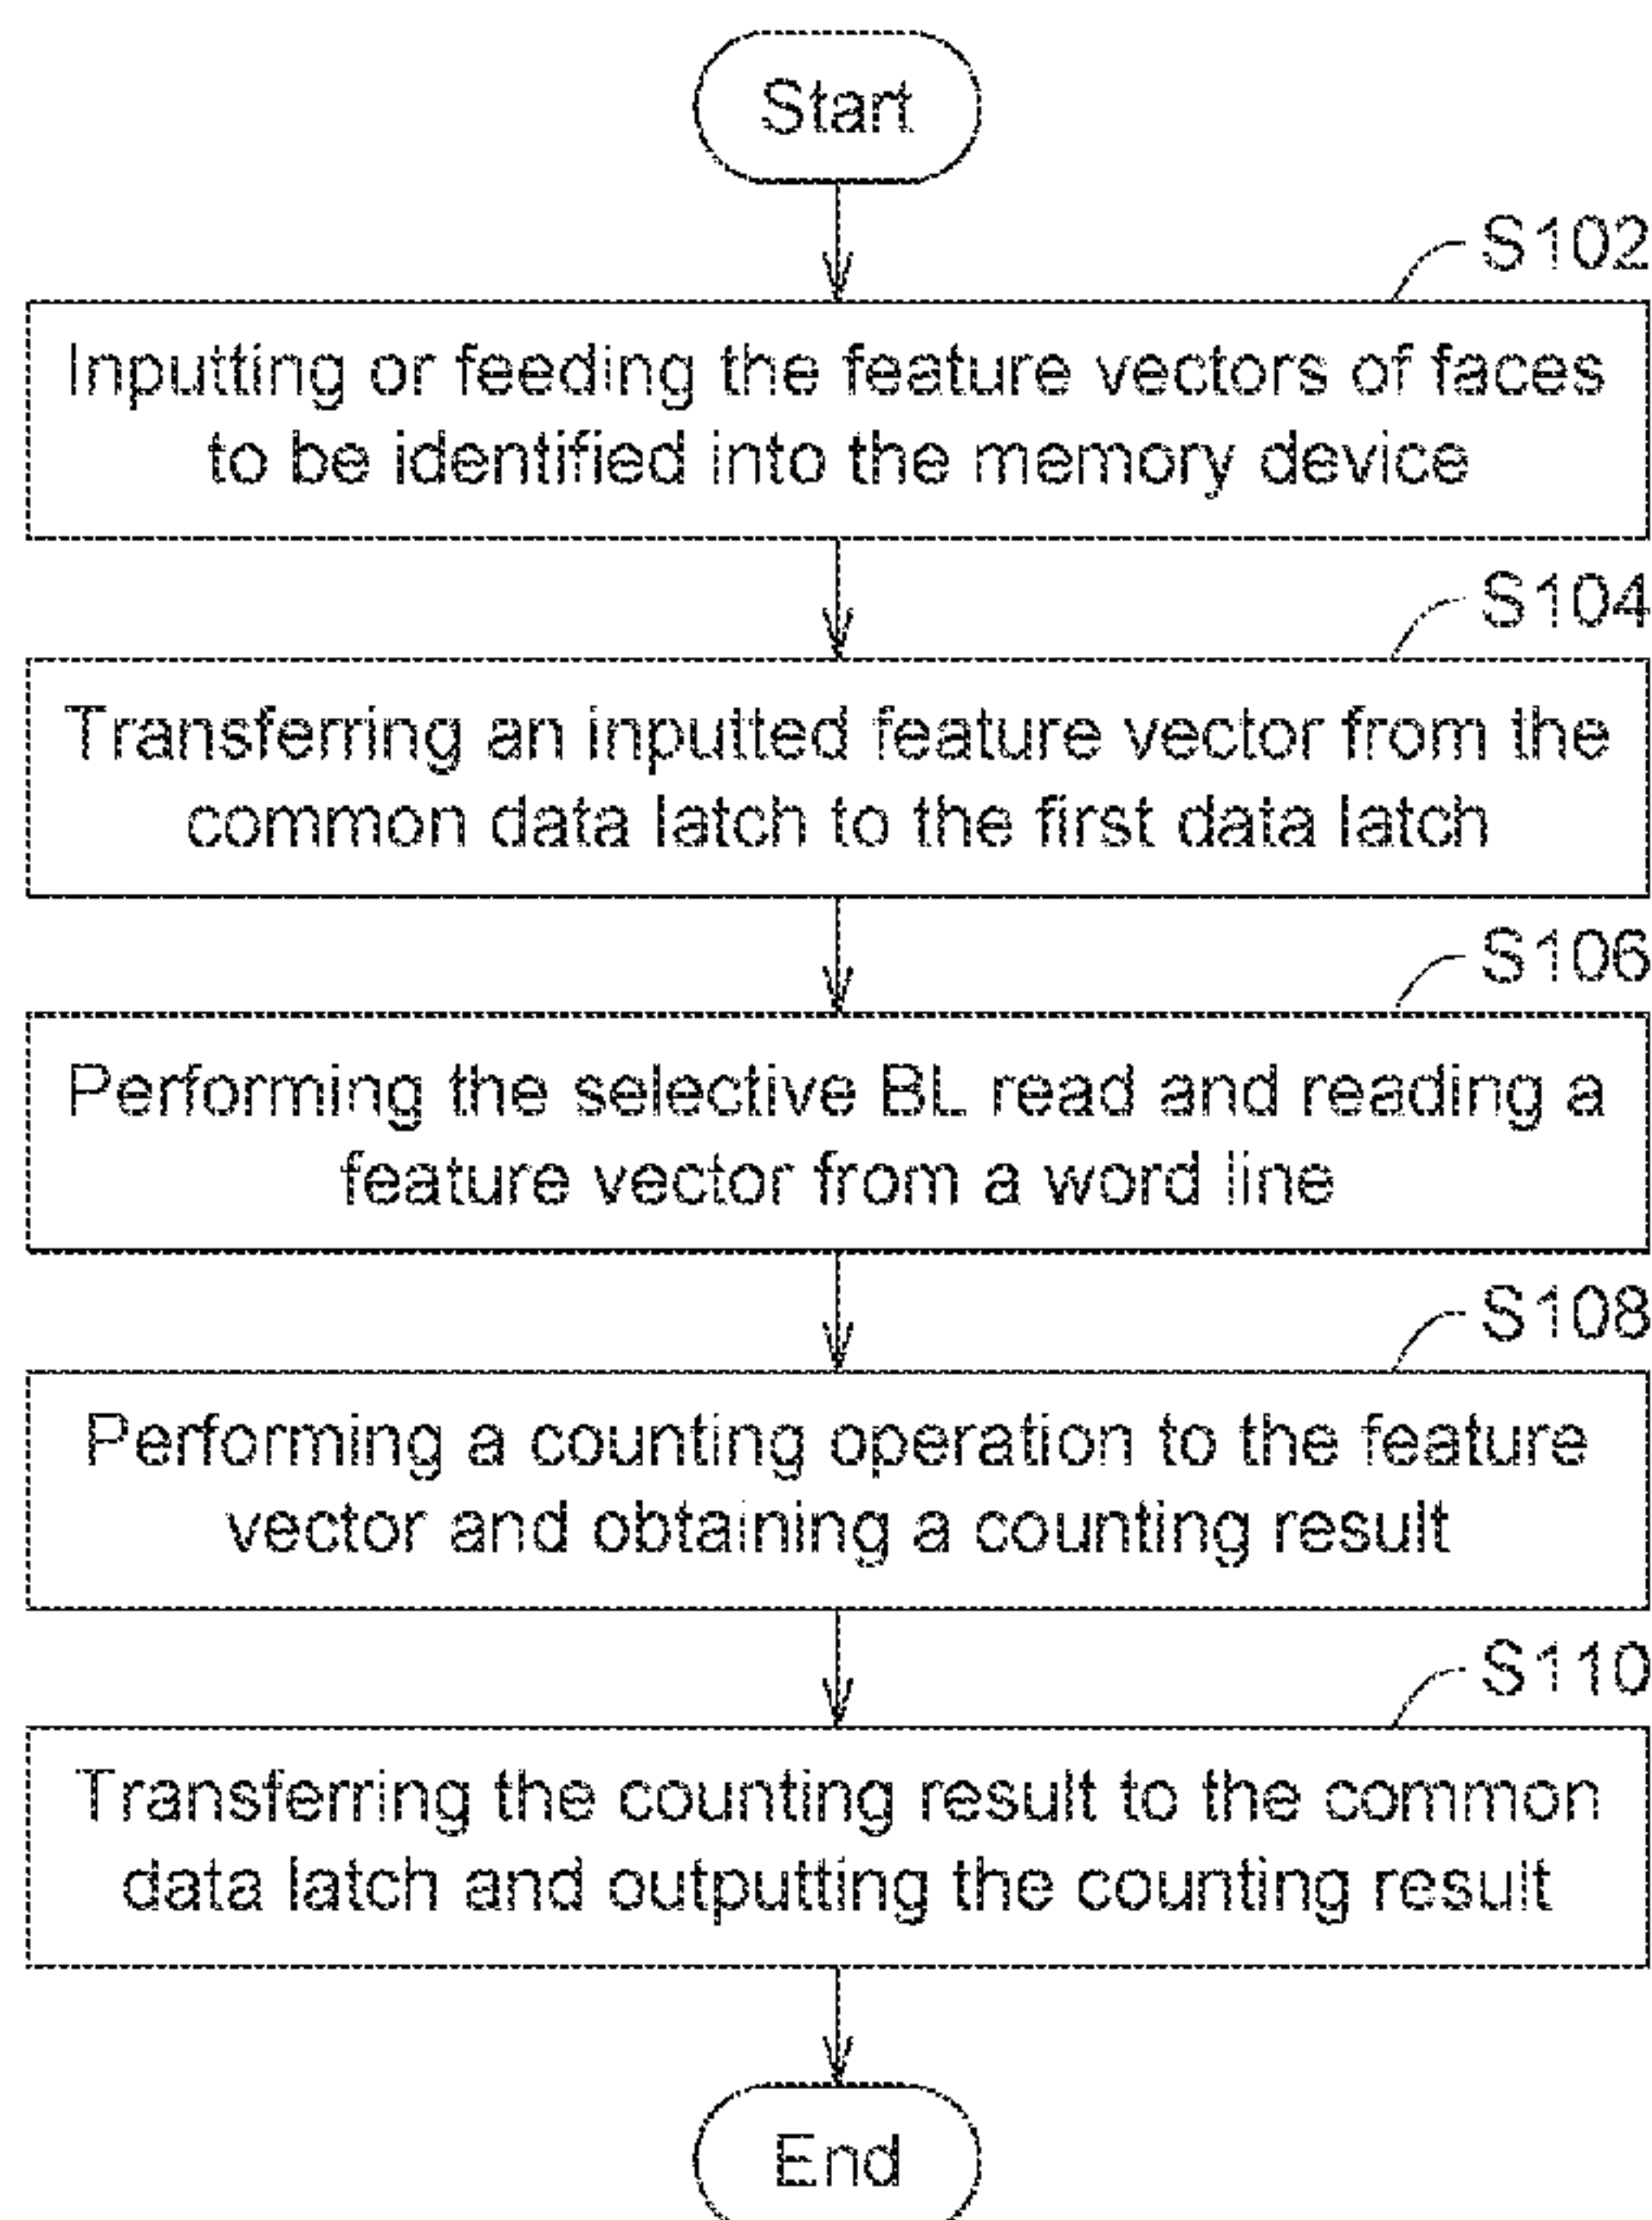 Start
S102
Inputting or feeding the feature vectors of faces
to be identified into the memory device
S104
Transferring an inputted feature vector from the
common data latch to the first data latch
S106
Performing the selective BL read and reading a
feature vector from a word line
S108
Performing a counting operation to the feature
vector and obtaining a counting result
S110
Transferring the counting result to the common
data latch and outputting the counting result
End